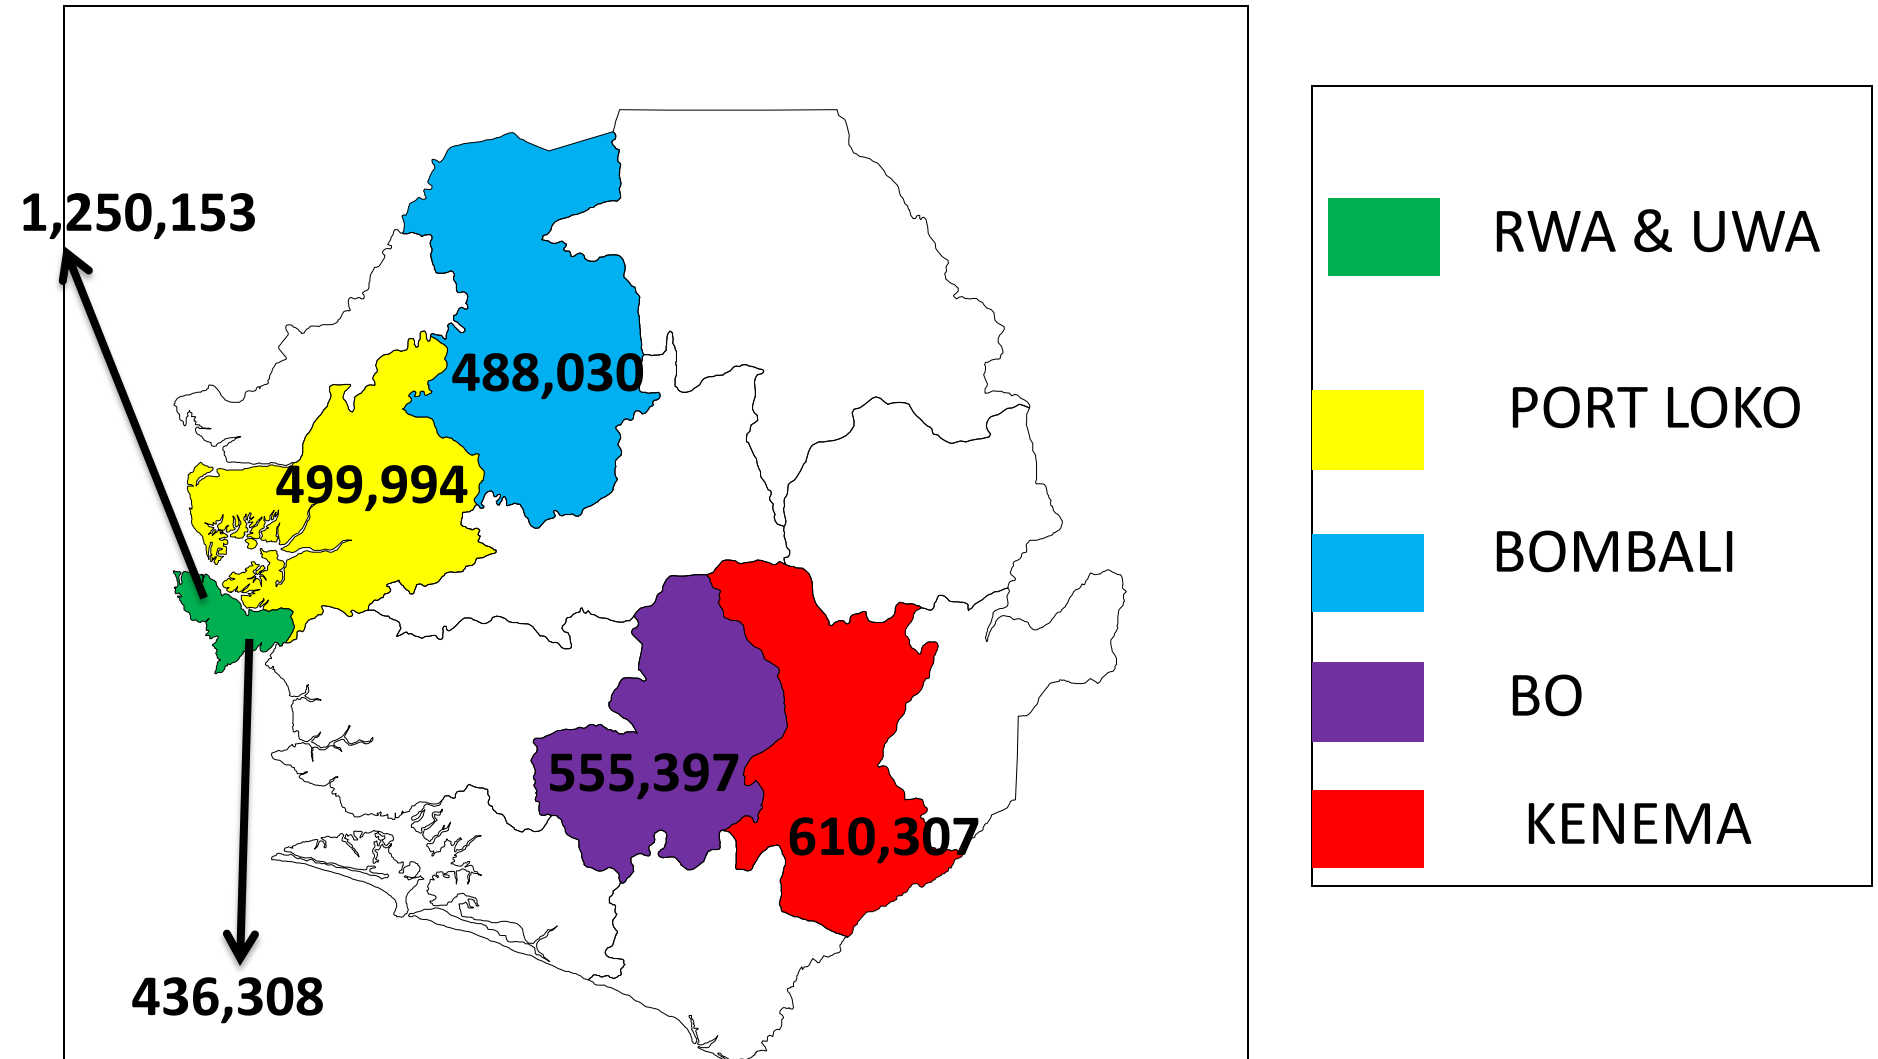 1,250,153
488,030
499,994
555,397
610,307
436,308
RWA & UWA
PORT LOKO
BOMBALI
BO
KENEMA